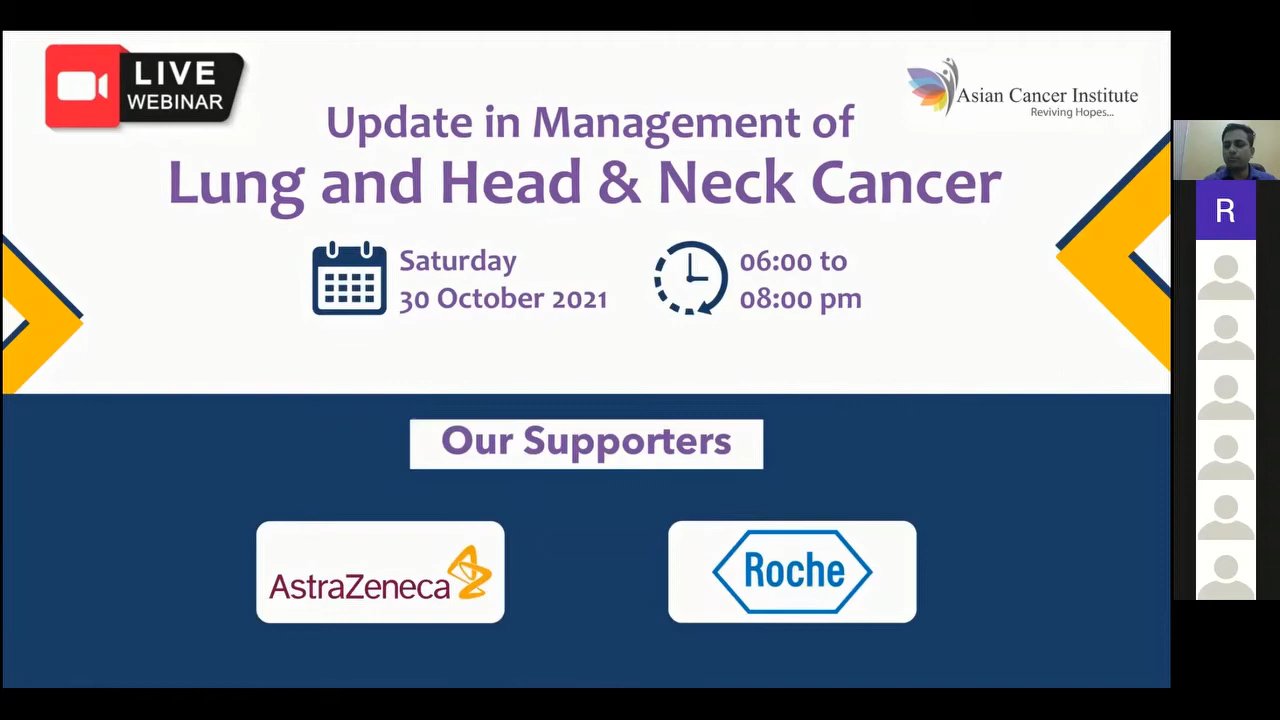 LIVE
WEBINAR
Asian Cancer Institute
Reviving Hopes...
Update in Management of
Lung and Head & Neck Cancer
Saturday
30 October 2021
06:00 to
08:00 pm
R
Our Supporters
AstraZeneca
Roche